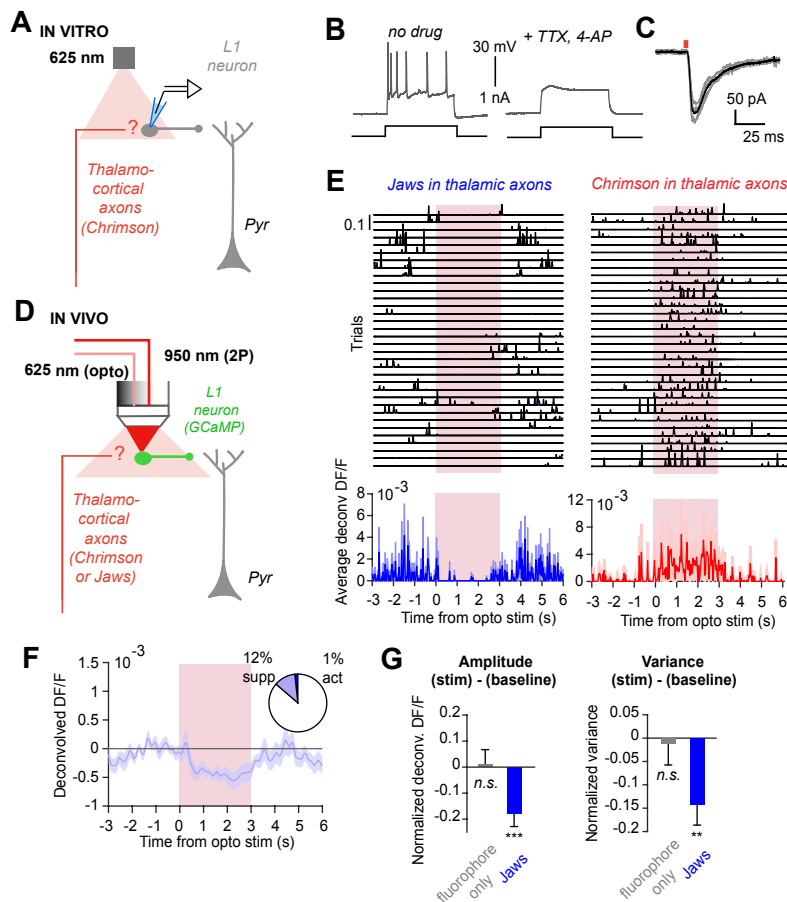 A
IN VITRO
625 nm
L1
neuron
?
Thalamo-
cortical
axons
(Chrimson)
Pyr
B
no drug
30 mV
1 nA
+ TTX, 4-AP
C
50 pA
25 ms
D
IN VIVO
950 nm (2P)
625 nm (opto)
L1
neuron
(GCaMP)
?
Thalamo-
cortical
axons
(Chrimson
or Jaws)
Pyr
E
Jaws in thalamic axons
Chrimson in thalamic axons
0.1
Trials
Average deconv DF/F
10-3
8
6
4
2
0
-3 -2 -1 0 1 2 3 4 5 6
Time from opto stim (s)
10-3
12
8
4
0
-3 -2 -1 0 1 2 3 4 5 6
Time from opto stim (s)
F
Deconvolved DF/F
10-3
1.5
1
0.5
0
-0.5
-1
12%
supp
1%
act
-3 -2 -1 0 1 2 3 4 5 6
Time from opto stim (s)
G
Amplitude
(stim) - (baseline)
Normalized deconv. DF/F
0.2
0.1
0
-0.1
-0.2
n.s.
***
fluorophore
only
Jaws
Variance
(stim) - (baseline)
Normalized variance
0.05
0
-0.05
-0.1
-0.15
-0.2
n.s.
**
fluorophore
only
Jaws